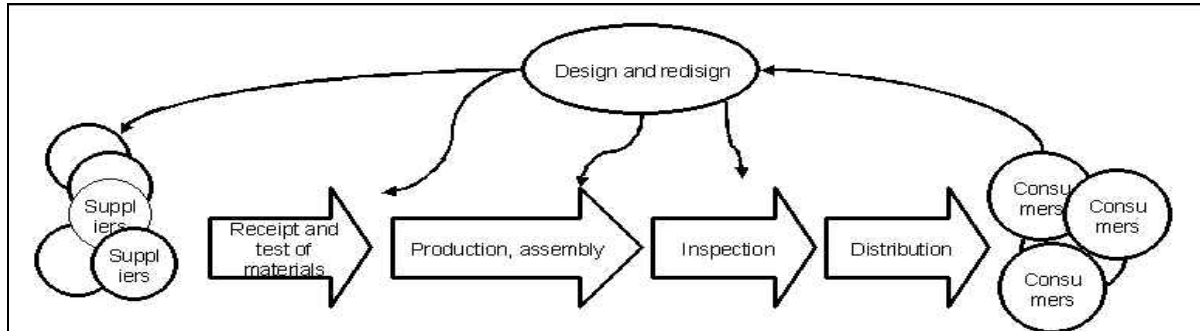 Design and redisign
Suppl
iers
Suppl
iers
Receipt and
test of
materials
Production, assembly
Inspection
Distribution
Consu
mers
Consu
mers
Consu
mers